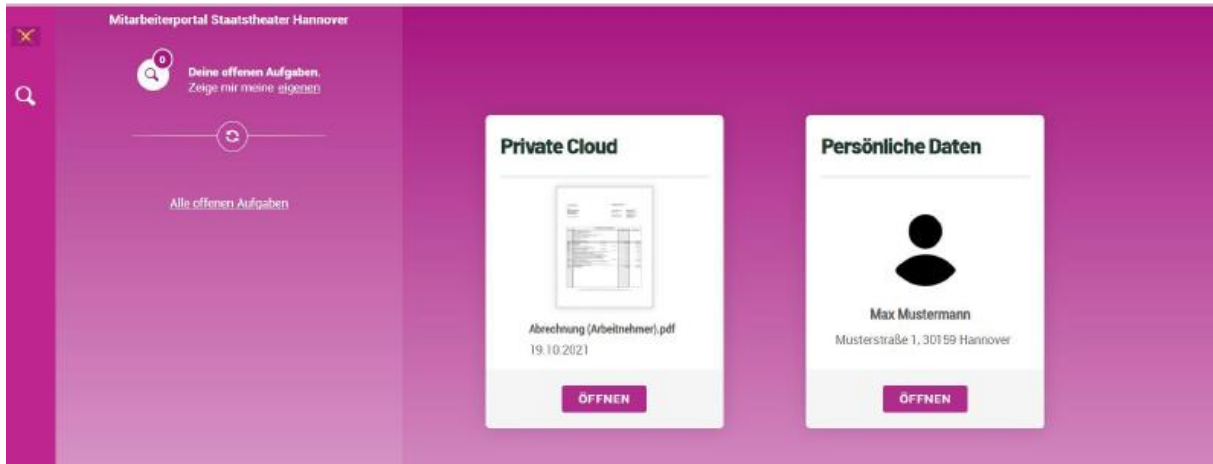 Mitarbeiterportal Staatstheater Hannover
0
Deine offenen Aufgaben.
Zeige mir meine eigenen
Alle offenen Aufgaben
Private Cloud
Abrechnung (Arbeitnehmer).pdf
19.10.2021
ÖFFNEN
Persönliche Daten
Max Mustermann
Musterstraße 1, 30159 Hannover
ÖFFNEN